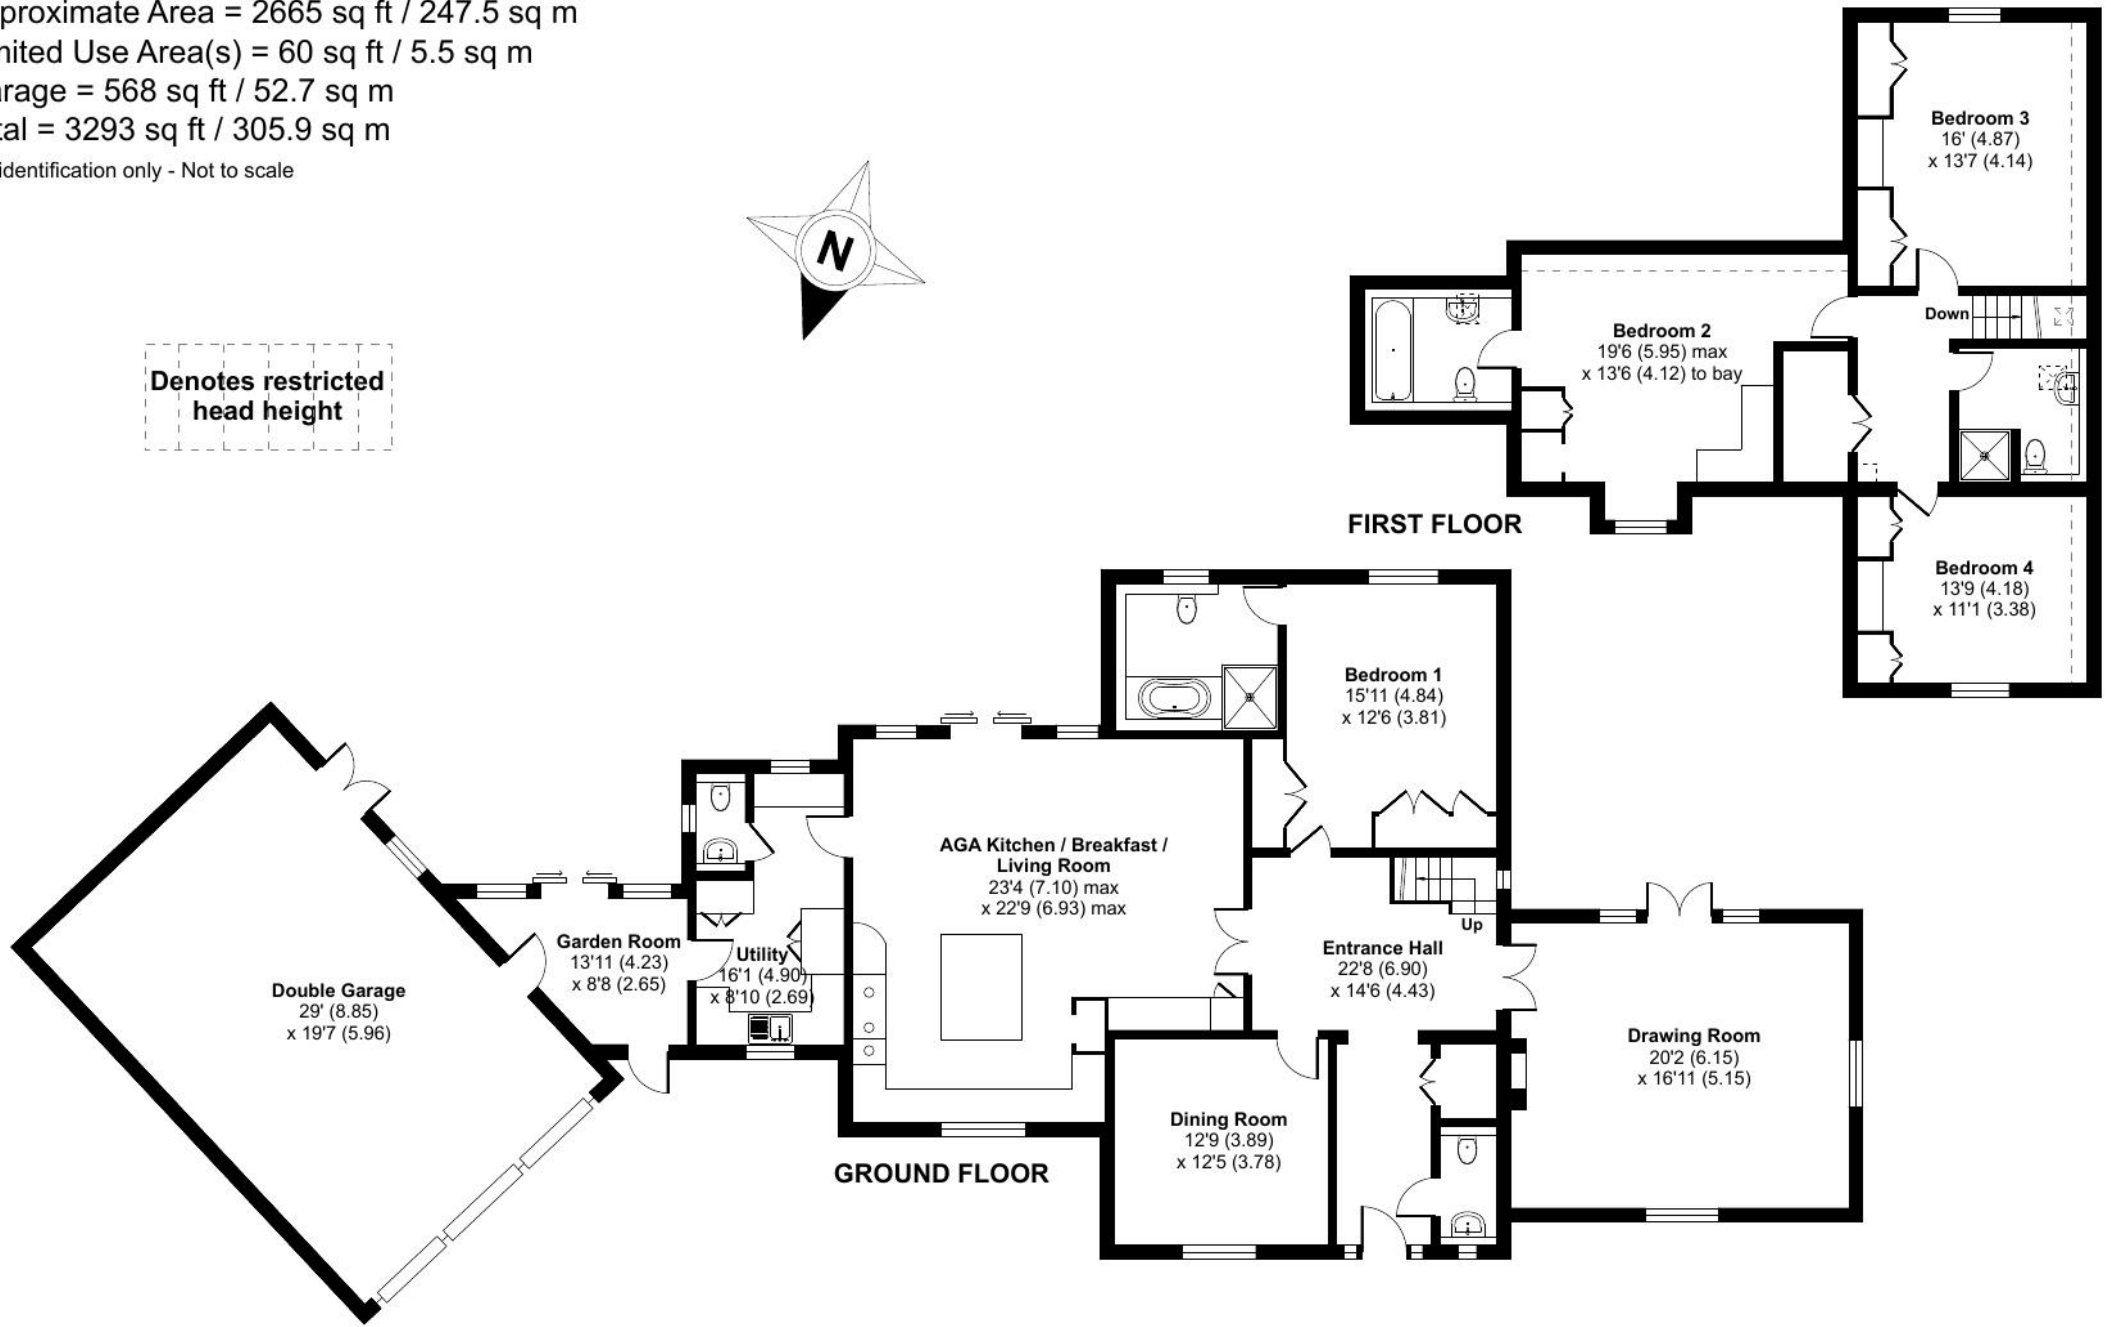 proximate Area = 2665 sq ft / 247.5 sq m
nited Use Area(s) = 60 sq ft / 5.5 sq m
arage = 568 sq ft / 52.7 sq m
tal = 3293 sq ft / 305.9 sq m
identification only - Not to scale
N
Denotes restricted
head height
Bedroom 3
16' (4.87)
x 13'7 (4.14)
Down
Bedroom 2
19'6 (5.95) max
x 13'6 (4.12) to bay
FIRST FLOOR
Bedroom 4
13'9 (4.18)
x 11'1 (3.38)
Bedroom 1
15'11 (4.84)
x 12'6 (3.81)
AGA Kitchen / Breakfast /
Living Room
23'4 (7.10) max
x 22'9 (6.93) max
Up
Entrance Hall
22'8 (6.90)
x 14'6 (4.43)
Garden Room
13'11 (4.23)
x 8'8 (2.65)
Utility
16'1 (4.90)
x 8'10 (2.69)
Double Garage
29' (8.85)
x 19'7 (5.96)
Drawing Room
20'2 (6.15)
x 16'11 (5.15)
Dining Room
12'9 (3.89)
x 12'5 (3.78)
GROUND FLOOR